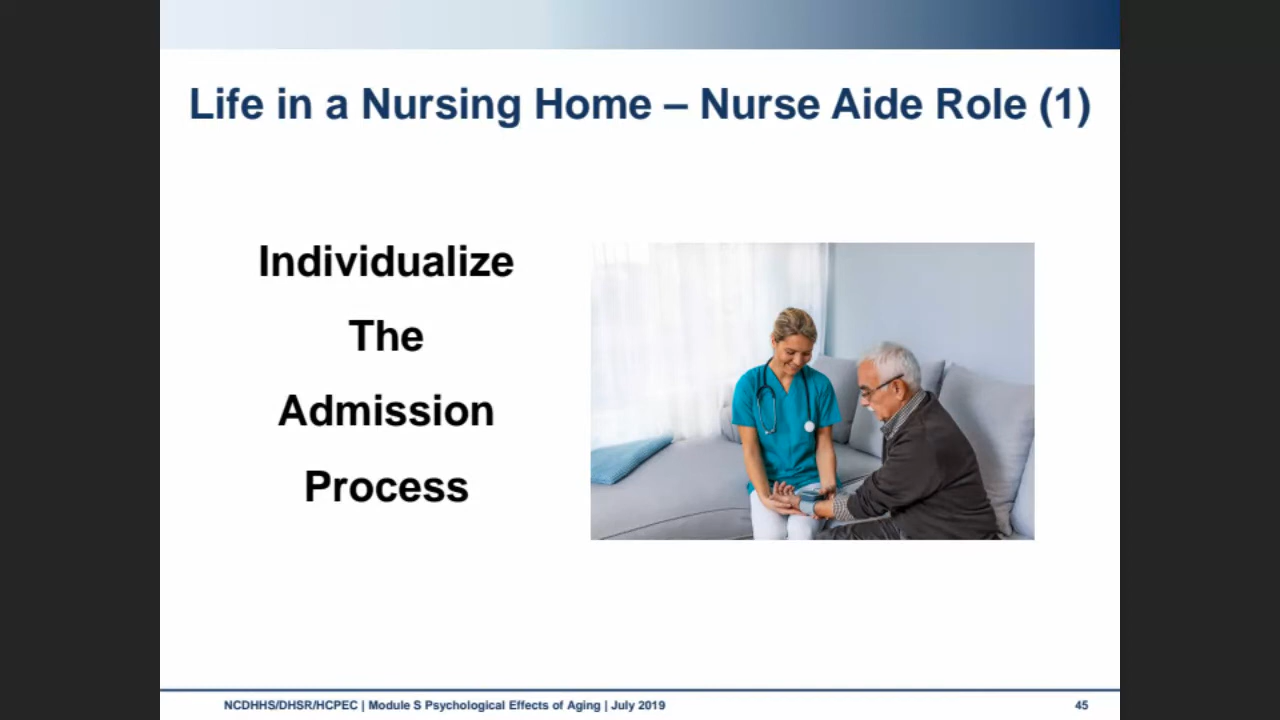 Life in a Nursing Home – Nurse Aide Role (1)
Individualize
The
Admission
Process
NCDHHS/DHSR/HCPEC | Module S Psychological Effects of Aging | July 2019
45